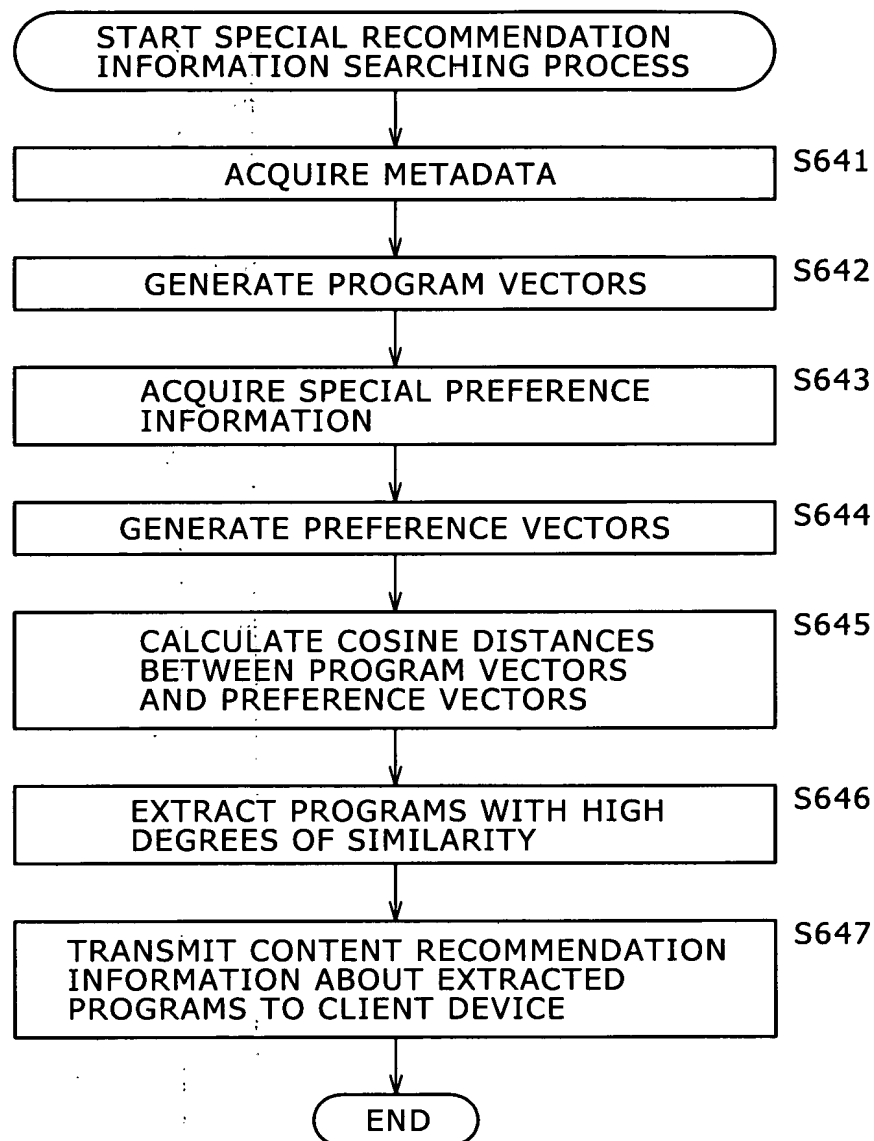 START SPECIAL RECOMMENDATION
INFORMATION SEARCHING PROCESS
S641
ACQUIRE METADATA
S642
GENERATE PROGRAM VECTORS
S643
ACQUIRE SPECIAL PREFERENCE
INFORMATION
S644
GENERATE PREFERENCE VECTORS
S645
CALCULATE COSINE DISTANCES
BETWEEN PROGRAM VECTORS
AND PREFERENCE VECTORS
S646
EXTRACT PROGRAMS WITH HIGH
DEGREES OF SIMILARITY
S647
TRANSMIT CONTENT RECOMMENDATION
INFORMATION ABOUT EXTRACTED
PROGRAMS TO CLIENT DEVICE
END